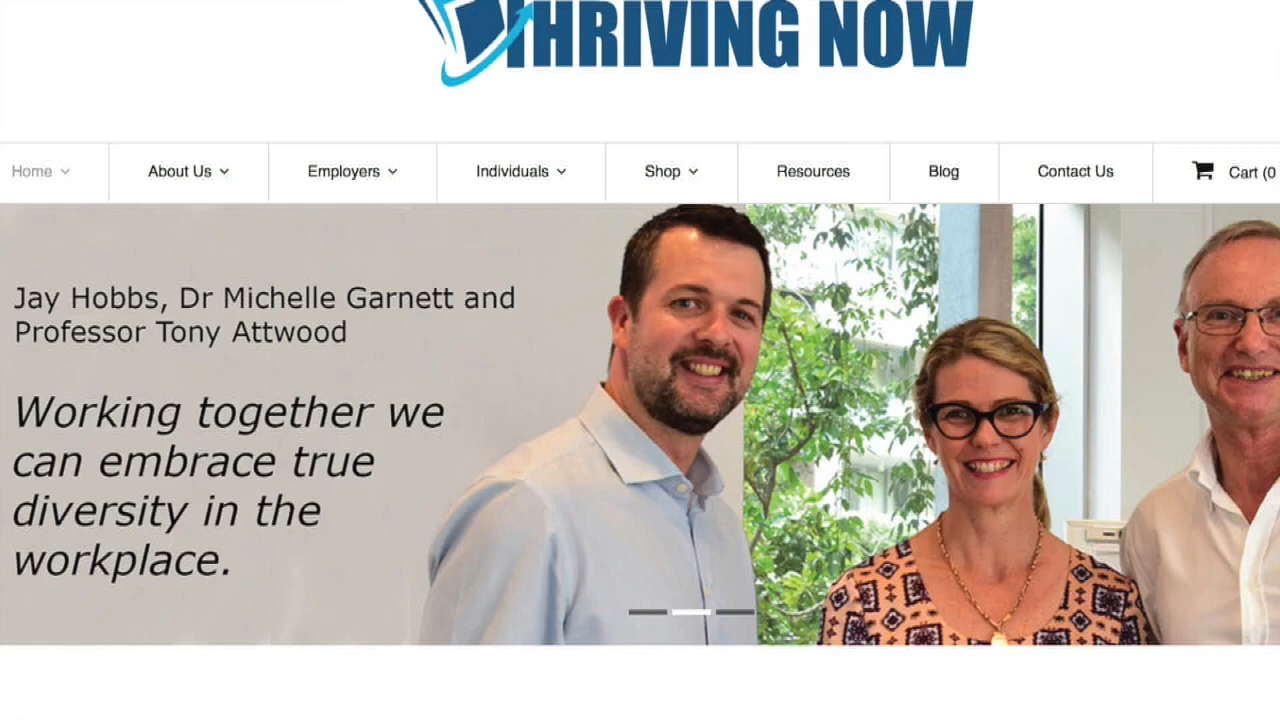 THRIVING NOW
Home
About Us
Employers
Individuals
Shop
Resources
Blog
Contact Us
Cart (0
Jay Hobbs, Dr Michelle Garnett and
Professor Tony Attwood
Working together we
can embrace true
diversity in the
workplace.